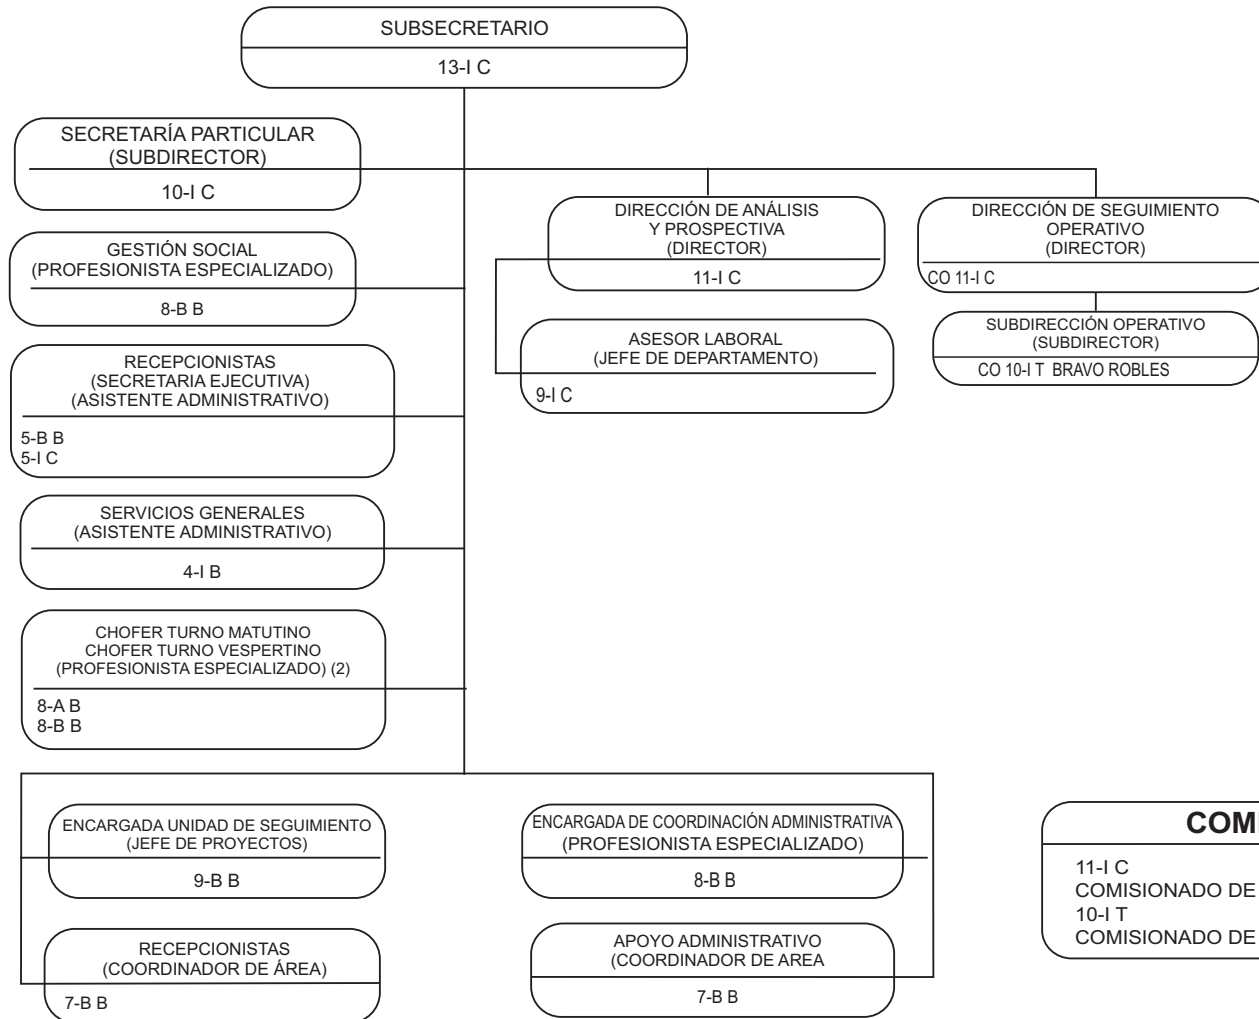 SUBSECRETARIO
13-I C
SECRETARÍA PARTICULAR
(SUBDIRECTOR)
10-I C
GESTIÓN SOCIAL
(PROFESIONISTA ESPECIALIZADO)
8-B B
RECEPCIONISTAS
(SECRETARIA EJECUTIVA)
(ASISTENTE ADMINISTRATIVO)
5-B B
5-I C
SERVICIOS GENERALES
(ASISTENTE ADMINISTRATIVO)
4-I B
CHOFER TURNO MATUTINO
CHOFER TURNO VESPERTINO
(PROFESIONISTA ESPECIALIZADO) (2)
8-A B
8-B B
DIRECCIÓN DE ANÁLISIS
Y PROSPECTIVA
(DIRECTOR)
11-I C
ASESOR LABORAL
(JEFE DE DEPARTAMENTO)
9-I C
DIRECCIÓN DE SEGUIMIENTO
OPERATIVO
(DIRECTOR)
CO 11-I C
SUBDIRECCIÓN OPERATIVO
(SUBDIRECTOR)
CO 10-I T BRAVO ROBLES
ENCARGADA UNIDAD DE SEGUIMIENTO
(JEFE DE PROYECTOS)
9-B B
RECEPCIONISTAS
(COORDINADOR DE ÁREA)
7-B B
ENCARGADA DE COORDINACIÓN ADMINISTRATIVA
(PROFESIONISTA ESPECIALIZADO)
8-B B
APOYO ADMINISTRATIVO
(COORDINADOR DE AREA
7-B B
11-I C
COMISIONADO DE
10-I T
COMISIONADO DE